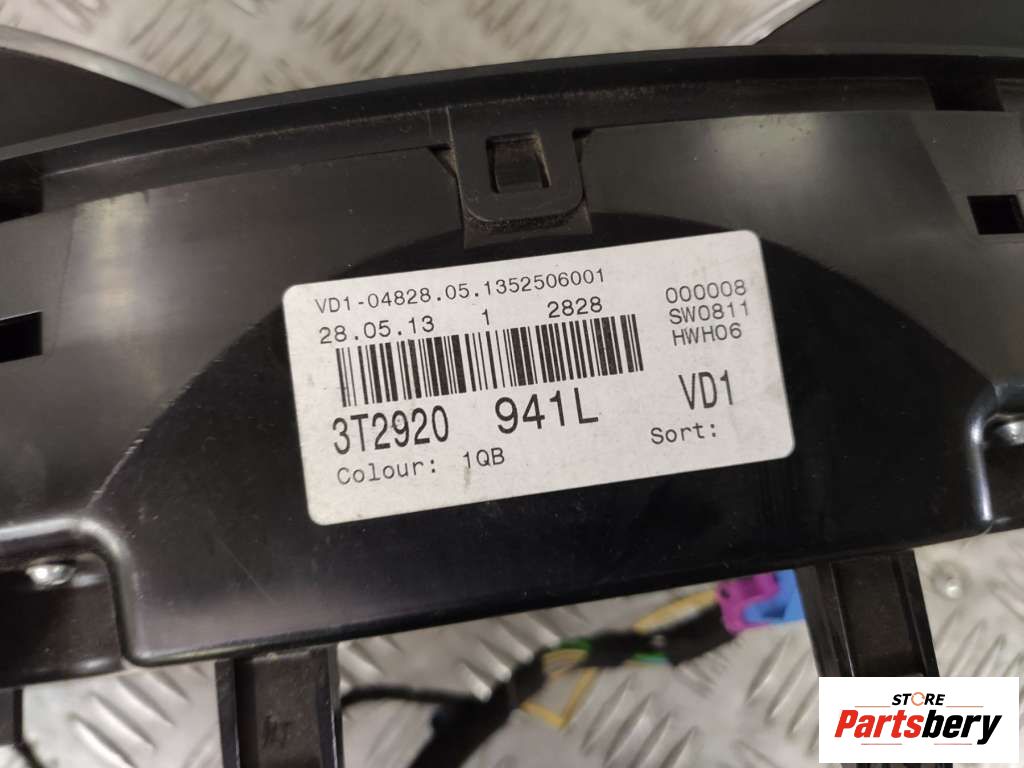 VD1-04828.05.1352506001
28.05.13 1 2828
000008
SW0811
HWH06
3T2920 941L VD1
Colour: 1QB
Sort:
STORE
Partsbery